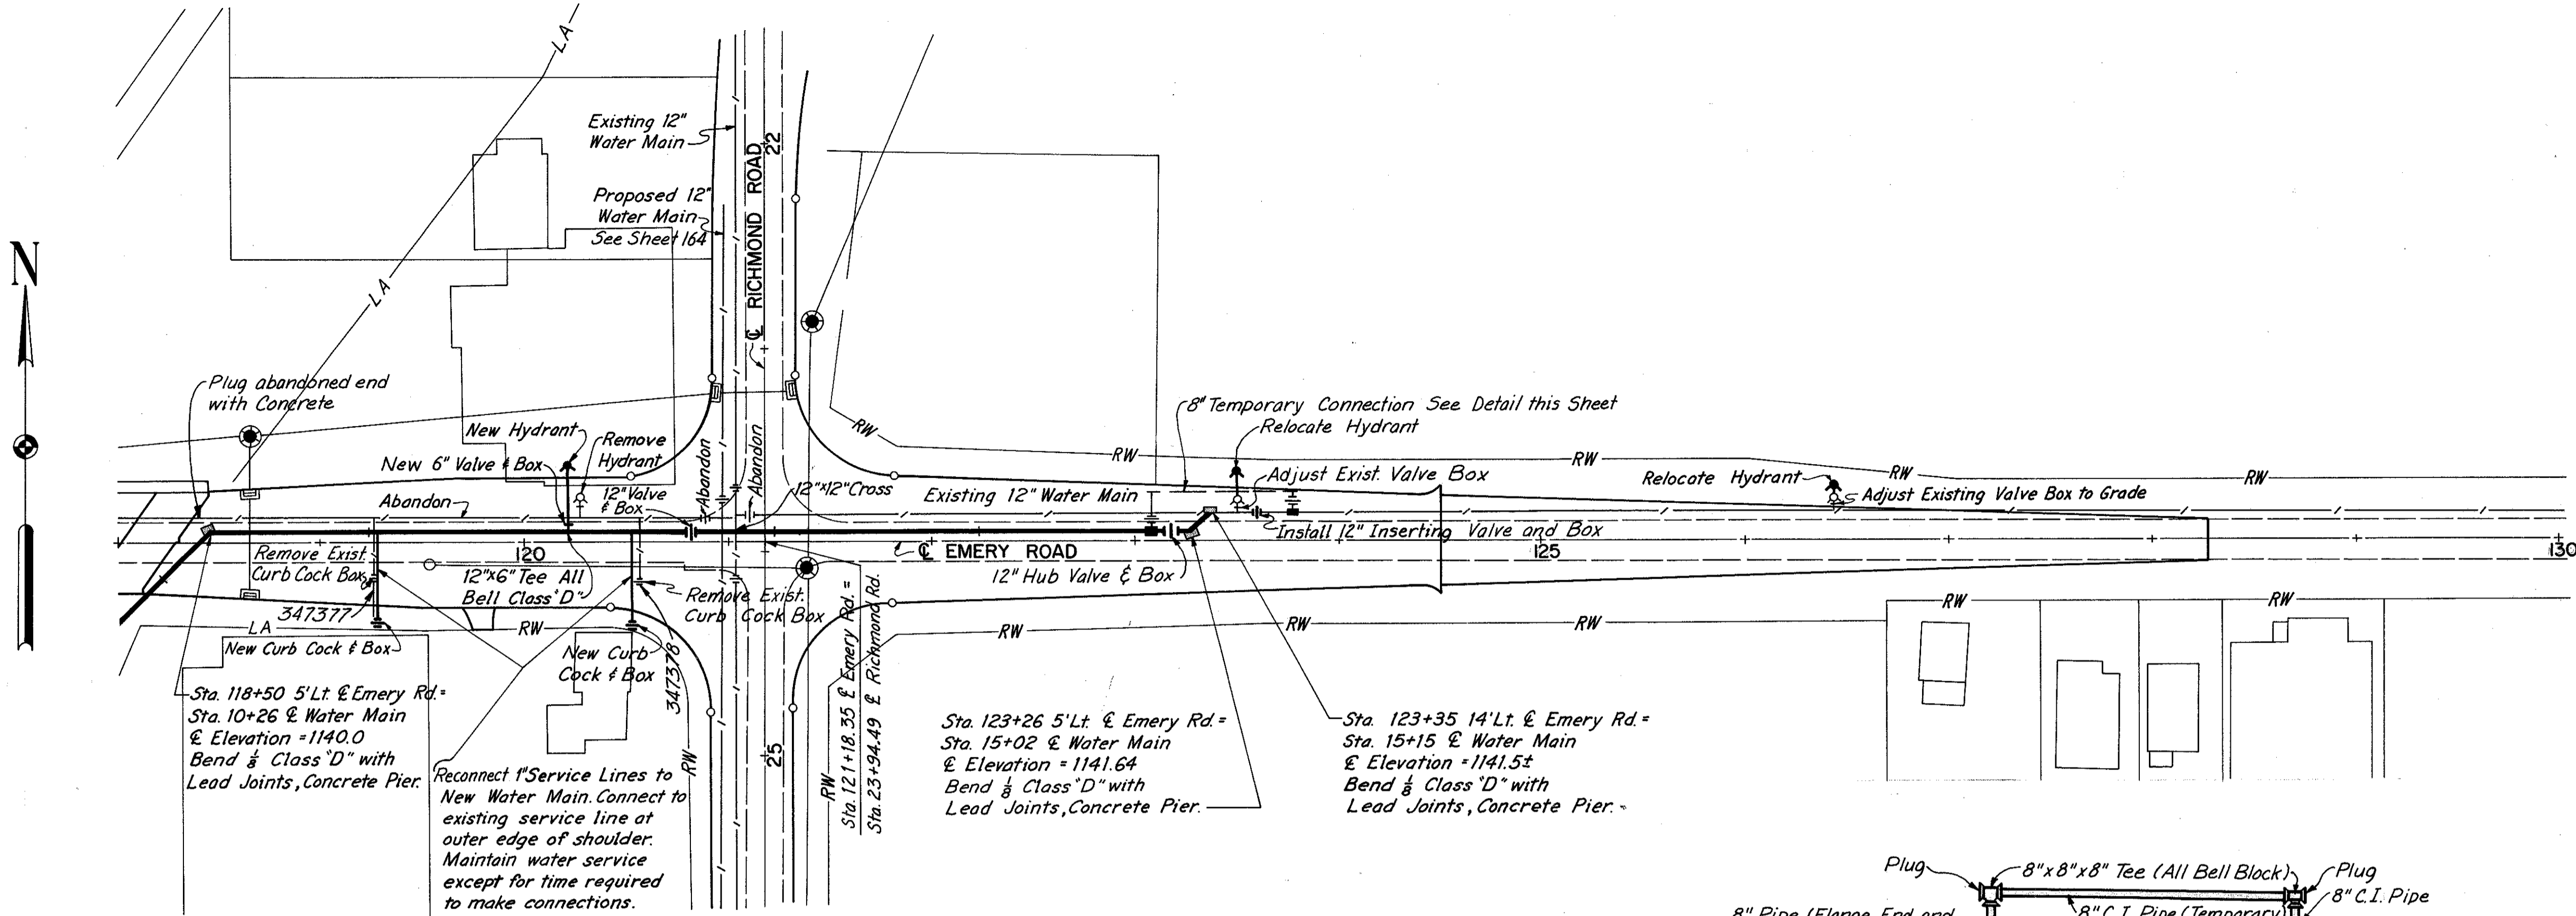 N
LA
LA
Existing 12"
Water Main
22
℄ RICHMOND ROAD
Proposed 12"
Water Main
See Sheet 164
Plug abandoned end
with Concrete
New Hydrant
Remove
Hydrant
New 6" Valve & Box
12" Valve
& Box
Abandon
Abandon
Abandon
12"x12" Cross
RW
RW
RW
RW
RW
8" Temporary Connection See Detail this Sheet
Relocate Hydrant
Adjust Exist. Valve Box
Existing 12" Water Main
Relocate Hydrant
Adjust Existing Valve Box to Grade
Install 12" Inserting Valve and Box
Remove Exist.
Curb Cock Box
120
℄ EMERY ROAD
125
130
12"x6" Tee All
Bell Class "D"
12" Hub Valve & Box
Remove Exist.
Curb Cock Box
347377
LA
RW
RW
RW
RW
RW
RW
New Curb Cock & Box
New Curb
Cock & Box
347378
RW
RW
25
Sta. 121+18.35 ℄ Emery Rd. =
Sta. 23+94.49 ℄ Richmond Rd.
Sta. 118+50 5' Lt. ℄ Emery Rd. =
Sta. 10+26 ℄ Water Main
℄ Elevation = 1140.0
Bend ⅛ Class "D" with
Lead Joints, Concrete Pier.
Reconnect 1" Service Lines to
New Water Main. Connect to
existing service line at
outer edge of shoulder.
Maintain water service
except for time required
to make connections.
Sta. 123+26 5' Lt. ℄ Emery Rd. =
Sta. 15+02 ℄ Water Main
℄ Elevation = 1141.64
Bend ⅛ Class "D" with
Lead Joints, Concrete Pier.
Sta. 123+35 14' Lt. ℄ Emery Rd. =
Sta. 15+15 ℄ Water Main
℄ Elevation = 1141.5±
Bend ⅛ Class "D" with
Lead Joints, Concrete Pier.
Plug
8"x8"x8" Tee (All Bell Block)
Plug
8" C.I. Pipe
8" Pipe (Flange End and
8" C.I. Pipe (Temporary)